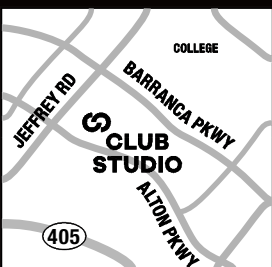 COLLEGE
BARRANCA PKWY
JEFFREY RD
CLUB
STUDIO
ALTON PKWY
405